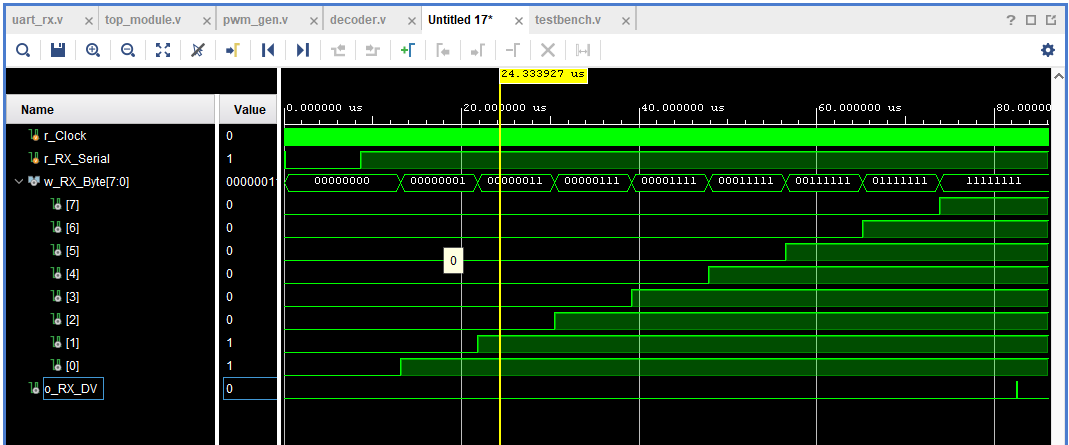 uart_rx.v × top_module.v × pwm_gen.v × decoder.v × Untitled 17* × testbench.v ×
?
24.333927 us
Name Value
0.000000 us 20.000000 us 40.000000 us 60.000000 us 80.00000
r_Clock 0
r_RX_Serial 1
w_RX_Byte[7:0] 00000011 00000000 00000001 00000011 00000111 00001111 00011111 00111111 01111111 11111111
[7] 0
[6] 0
[5] 0
0
[4] 0
[3] 0
[2] 0
[1] 1
[0] 1
o_RX_DV 0